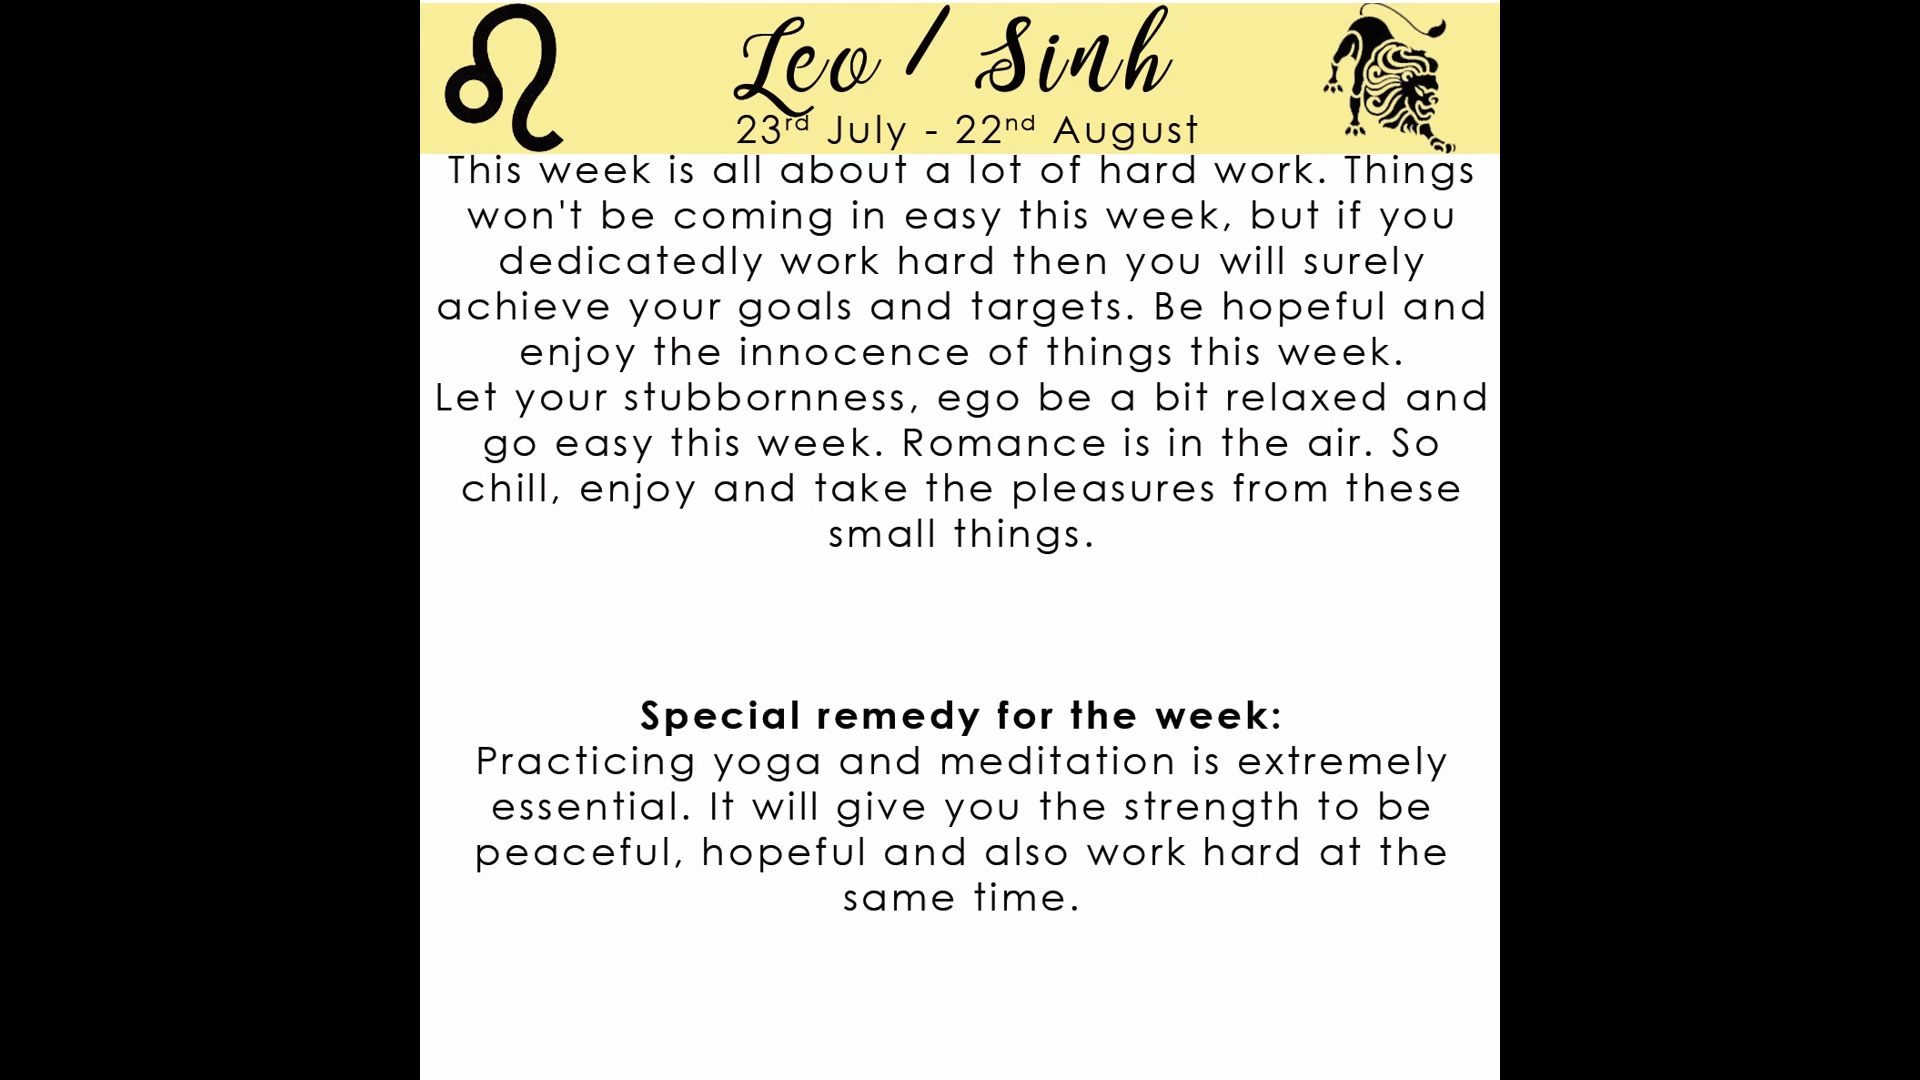 Leo / Sinh
23rd July - 22nd August
This week is all about a lot of hard work. Things
won't be coming in easy this week, but if you
dedicatedly work hard then you will surely
achieve your goals and targets. Be hopeful and
enjoy the innocence of things this week.
Let your stubbornness, ego be a bit relaxed and
go easy this week. Romance is in the air. So
chill, enjoy and take the pleasures from these
small things.
Special remedy for the week:
Practicing yoga and meditation is extremely
essential. It will give you the strength to be
peaceful, hopeful and also work hard at the
same time.